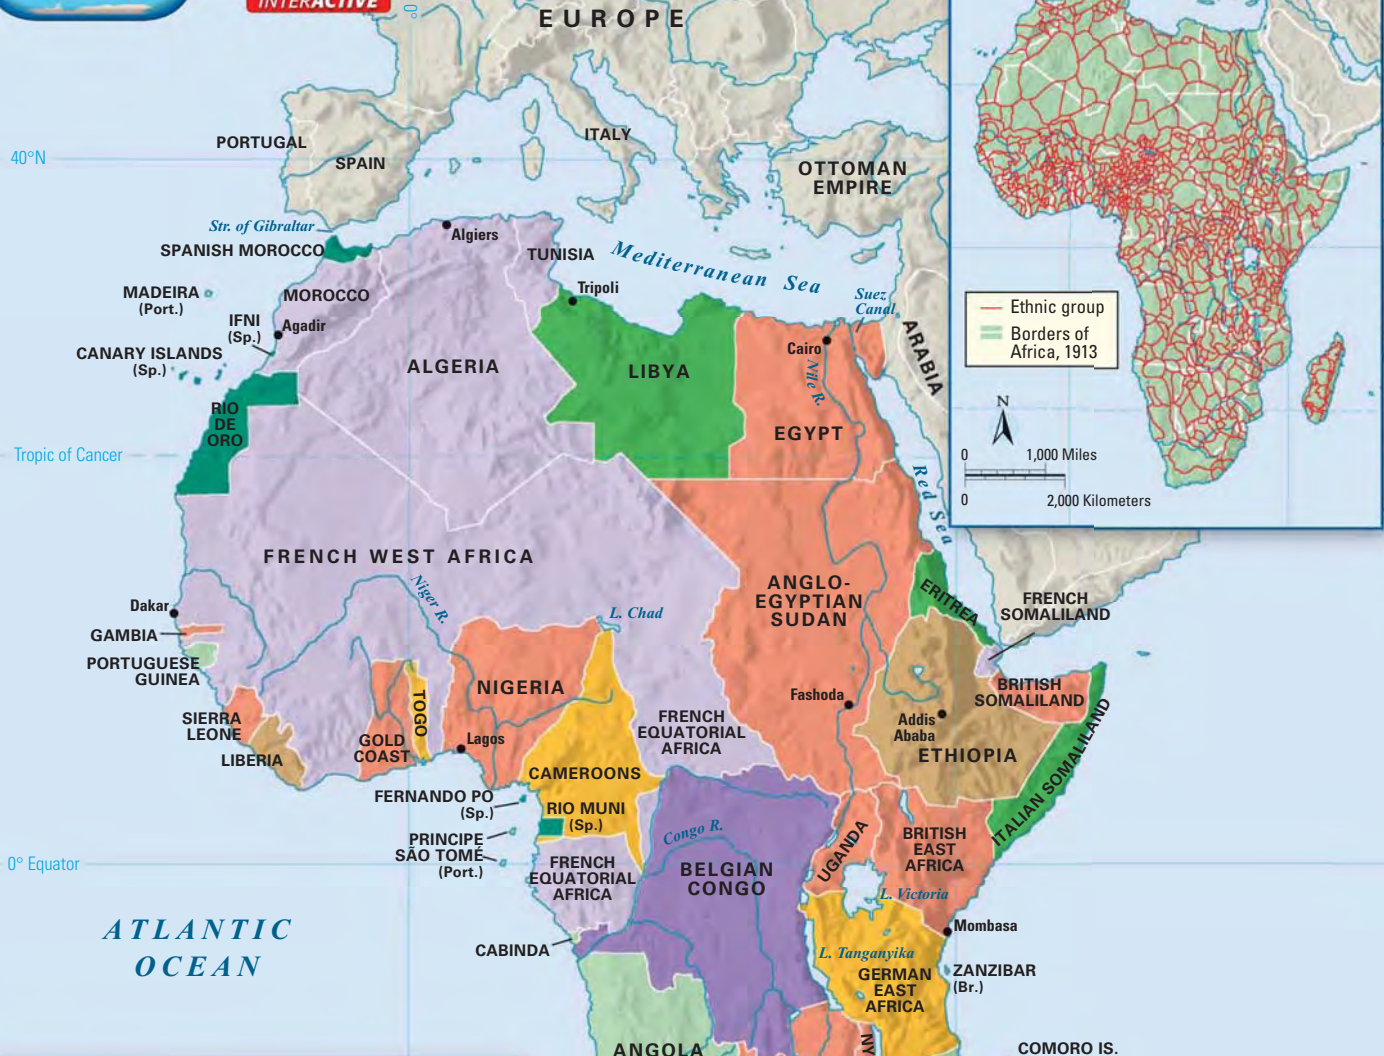 INTERACTIVE
0°
EUROPE
PORTUGAL
SPAIN
ITALY
OTTOMAN
EMPIRE
40°N
Str. of Gibraltar
SPANISH MOROCCO
Algiers
TUNISIA
Mediterranean Sea
MADEIRA
(Port.)
MOROCCO
Tripoli
Suez
Canal
IFNI
(Sp.)
Agadir
CANARY ISLANDS
(Sp.)
ALGERIA
LIBYA
Cairo
Nile R.
ARABIA
RIO
DE
ORO
EGYPT
Tropic of Cancer
Red Sea
Ethnic group
Borders of
Africa, 1913
N
0
1,000 Miles
0
2,000 Kilometers
FRENCH WEST AFRICA
Niger R.
L. Chad
ANGLO-
EGYPTIAN
SUDAN
ERITREA
FRENCH
SOMALILAND
Dakar
GAMBIA
PORTUGUESE
GUINEA
NIGERIA
TOGO
Fashoda
BRITISH
SOMALILAND
SIERRA
LEONE
LIBERIA
GOLD
COAST
Lagos
FRENCH
EQUATORIAL
AFRICA
Addis
Ababa
ETHIOPIA
ITALIAN SOMALILAND
CAMEROONS
FERNANDO PO
(Sp.)
RIO MUNI
(Sp.)
PRINCIPE
SÃO TOMÉ
(Port.)
Congo R.
UGANDA
BRITISH
EAST
AFRICA
0° Equator
FRENCH
EQUATORIAL
AFRICA
BELGIAN
CONGO
L. Victoria
ATLANTIC
OCEAN
CABINDA
Mombasa
L. Tanganyika
GERMAN
EAST
AFRICA
ZANZIBAR
(Br.)
ANGOLA
NY
COMORO IS.